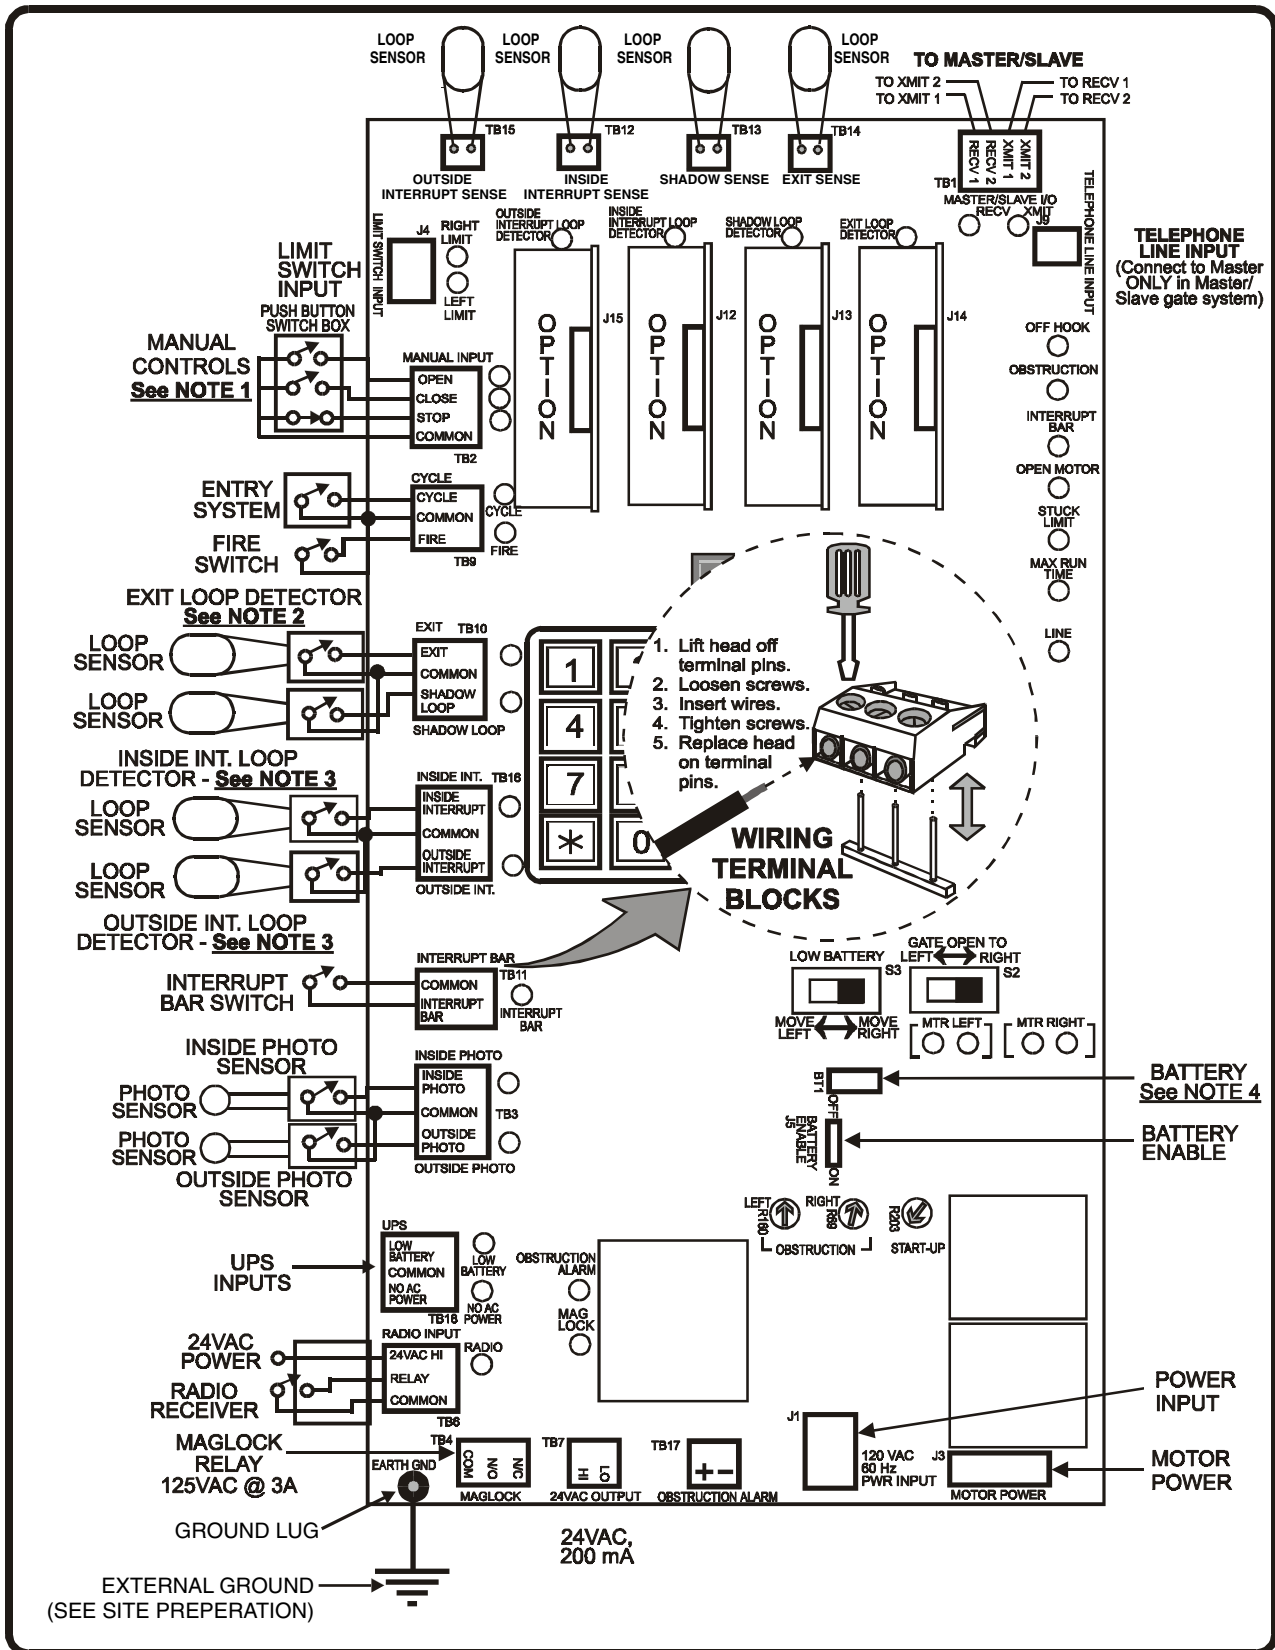 LOOP
SENSOR
LOOP
SENSOR
LOOP
SENSOR
LOOP
SENSOR
TO MASTER/SLAVE
TO XMIT 2
TO XMIT 1
TO RECV 1
TO RECV 2
TB15
TB12
TB13
TB14
OUTSIDE
INTERRUPT SENSE
INSIDE
INTERRUPT SENSE
SHADOW SENSE
EXIT SENSE
RECV 1
RECV 2
XMIT 1
XMIT 2
TB1
MASTER/SLAVE I/O
RECV
XMIT
J9
TELEPHONE LINE INPUT
TELEPHONE
LINE INPUT
(Connect to Master
ONLY in Master/
Slave gate system)
LIMIT
SWITCH
INPUT
LIMIT SWITCH INPUT
J4
RIGHT
LIMIT
LEFT
LIMIT
OUTSIDE
INTERRUPT LOOP
DETECTOR
INSIDE
INTERRUPT LOOP
DETECTOR
SHADOW LOOP
DETECTOR
EXIT LOOP
DETECTOR
OPTION
J15
OPTION
J12
OPTION
J13
OPTION
J14
OFF HOOK
OBSTRUCTION
INTERRUPT
BAR
OPEN MOTOR
STUCK
LIMIT
MAX RUN
TIME
LINE
PUSH BUTTON
SWITCH BOX
MANUAL
CONTROLS
See NOTE 1
MANUAL INPUT
OPEN
CLOSE
STOP
COMMON
TB2
ENTRY
SYSTEM
FIRE
SWITCH
CYCLE
CYCLE
COMMON
FIRE
TB9
CYCLE
FIRE
EXIT LOOP DETECTOR
See NOTE 2
LOOP
SENSOR
LOOP
SENSOR
EXIT
TB10
EXIT
COMMON
SHADOW
LOOP
SHADOW LOOP
INSIDE INT. LOOP
DETECTOR - See NOTE 3
LOOP
SENSOR
LOOP
SENSOR
INSIDE INT.
TB16
INSIDE
INTERRUPT
COMMON
OUTSIDE
INTERRUPT
OUTSIDE INT.
OUTSIDE INT. LOOP
DETECTOR - See NOTE 3
1
4
7
*
0
1. Lift head off
terminal pins.
2. Loosen screws.
3. Insert wires.
4. Tighten screws.
5. Replace head
on terminal
pins.
WIRING
TERMINAL
BLOCKS
INTERRUPT
BAR SWITCH
INTERRUPT BAR
TB11
COMMON
INTERRUPT
BAR
INTERRUPT
BAR
LOW BATTERY
S3
MOVE
LEFT
MOVE
RIGHT
GATE OPEN TO
LEFT
RIGHT
S2
MTR LEFT
MTR RIGHT
INSIDE PHOTO
SENSOR
PHOTO
SENSOR
PHOTO
SENSOR
OUTSIDE PHOTO
SENSOR
INSIDE PHOTO
INSIDE
PHOTO
COMMON
OUTSIDE
PHOTO
TB3
OUTSIDE PHOTO
BT1
BATTERY
See NOTE 4
OFF
BATTERY
ENABLE
J5
ON
BATTERY
ENABLE
LEFT
R160
RIGHT
R69
OBSTRUCTION
R203
START-UP
UPS
INPUTS
UPS
LOW
BATTERY
COMMON
NO AC
POWER
TB18
LOW
BATTERY
NO AC
POWER
OBSTRUCTION
ALARM
MAG
LOCK
24VAC
POWER
RADIO
RECEIVER
RADIO INPUT
24VAC HI
RELAY
COMMON
TB6
RADIO
MAGLOCK
RELAY
125VAC @ 3A
TB4
COM
N/O
N/C
MAGLOCK
TB7
HI
LO
24VAC OUTPUT
TB17
+ -
OBSTRUCTION ALARM
J1
120 VAC
60 Hz
PWR INPUT
J3
MOTOR POWER
POWER
INPUT
MOTOR
POWER
EARTH GND
GROUND LUG
24VAC,
200 mA
EXTERNAL GROUND
(SEE SITE PREPERATION)